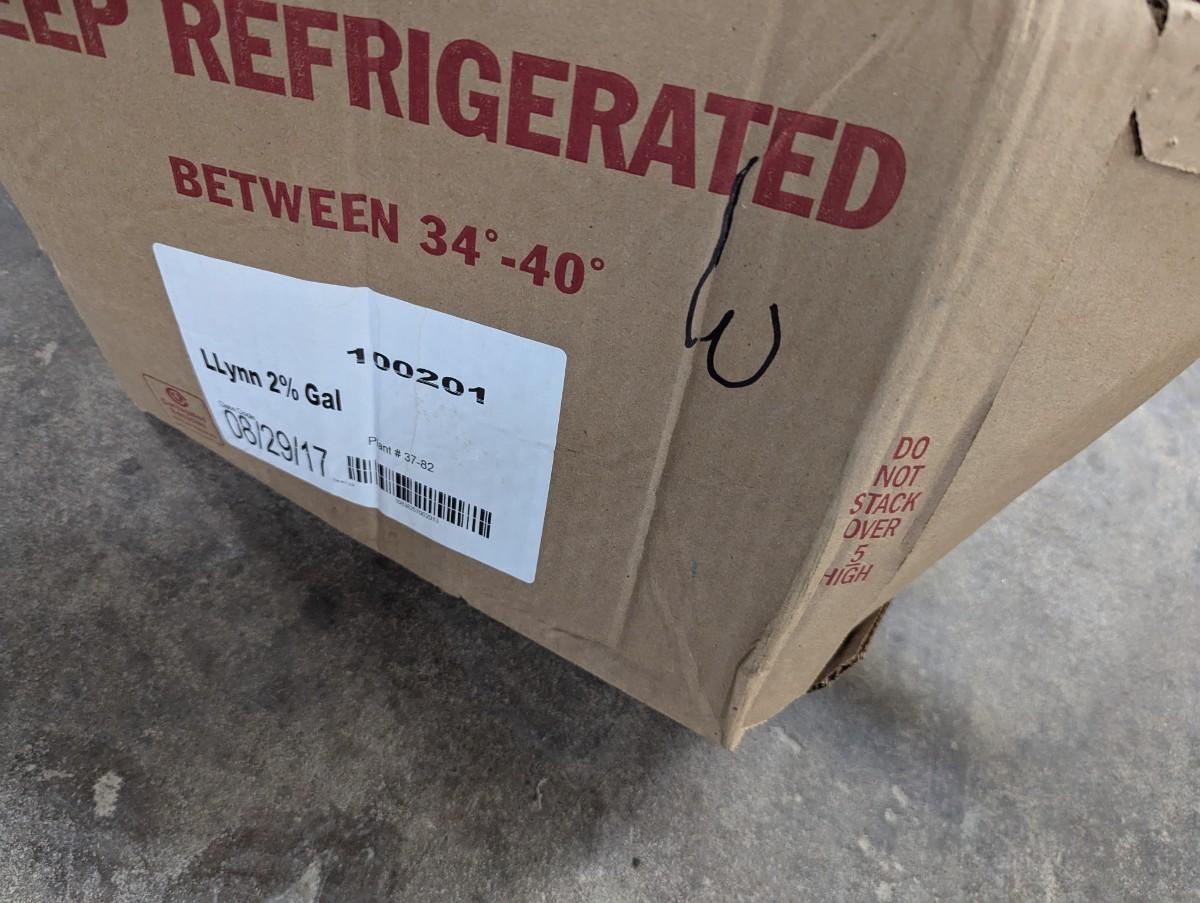 REFRIGERATED
BETWEEN 34°-40°
100201
LLynn 2% Gal
08/29/17
Plant # 37-82
DO
NOT
STACK
OVER
5
HIGH